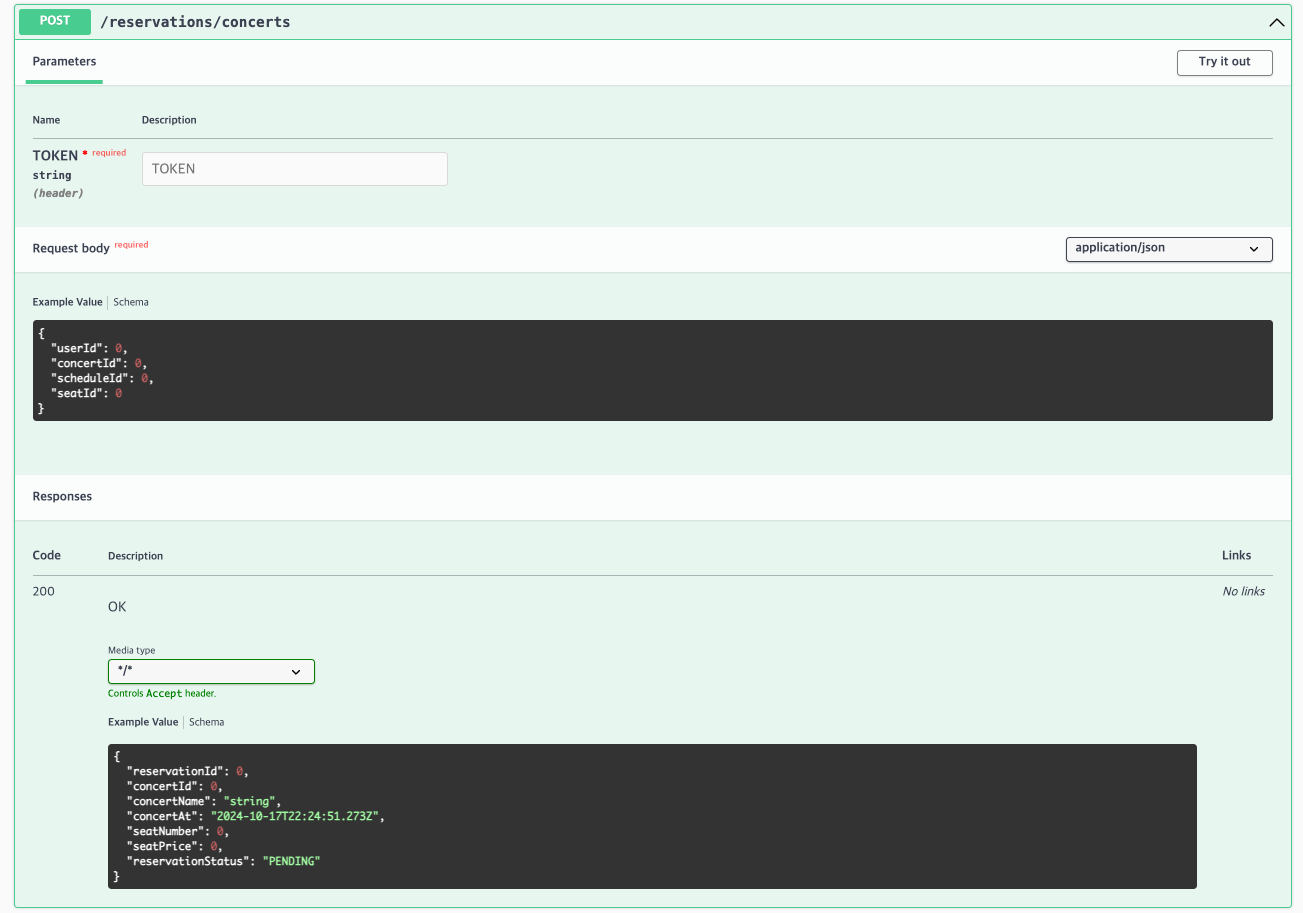 POST /reservations/concerts
Parameters
Try it out
Name Description
TOKEN * required
string
(header)
TOKEN
Request body required
application/json
Example Value | Schema
{
  "userId": 0,
  "concertId": 0,
  "scheduleId": 0,
  "seatId": 0
}
Responses
Code Description Links
200 No links
OK
Media type
*/*
Controls Accept header.
Example Value | Schema
{
  "reservationId": 0,
  "concertId": 0,
  "concertName": "string",
  "concertAt": "2024-10-17T22:24:51.273Z",
  "seatNumber": 0,
  "seatPrice": 0,
  "reservationStatus": "PENDING"
}